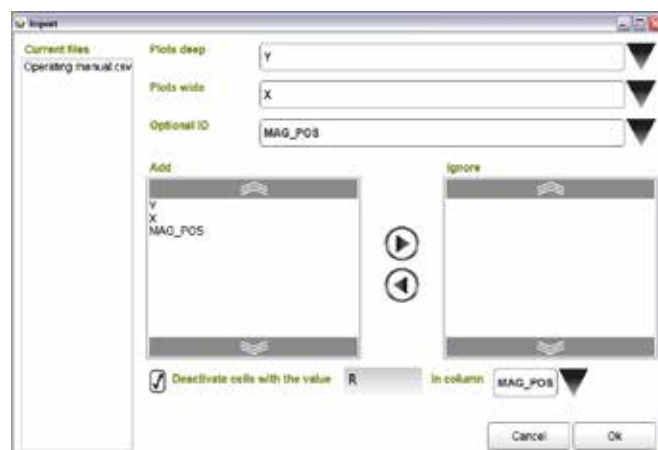 Import
Current files
Operating manual.csv
Plots deep
Y
Plots wide
X
Optional ID
MAG_POS
Add
Ignore
Y
X
MAG_POS
Deactivate cells with the value
R
In column
MAG_POS
Cancel
Ok